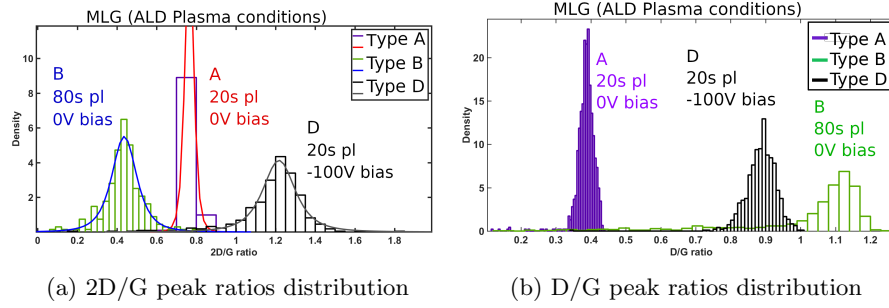 MLG (ALD Plasma conditions)
Type A
Type B
Type D
B
80s pl
0V bias
A
20s pl
0V bias
D
20s pl
-100V bias
Density
10
8
6
4
2
0 0.2 0.4 0.6 0.8 1 1.2 1.4 1.6 1.8
2D/G ratio
(a) 2D/G peak ratios distribution
MLG (ALD Plasma conditions)
Type A
Type B
Type D
A
20s pl
0V bias
D
20s pl
-100V bias
B
80s pl
0V bias
Density
20
15
10
5
0
0.2 0.3 0.4 0.5 0.6 0.7 0.8 0.9 1 1.1 1.2
D/G ratio
(b) D/G peak ratios distribution